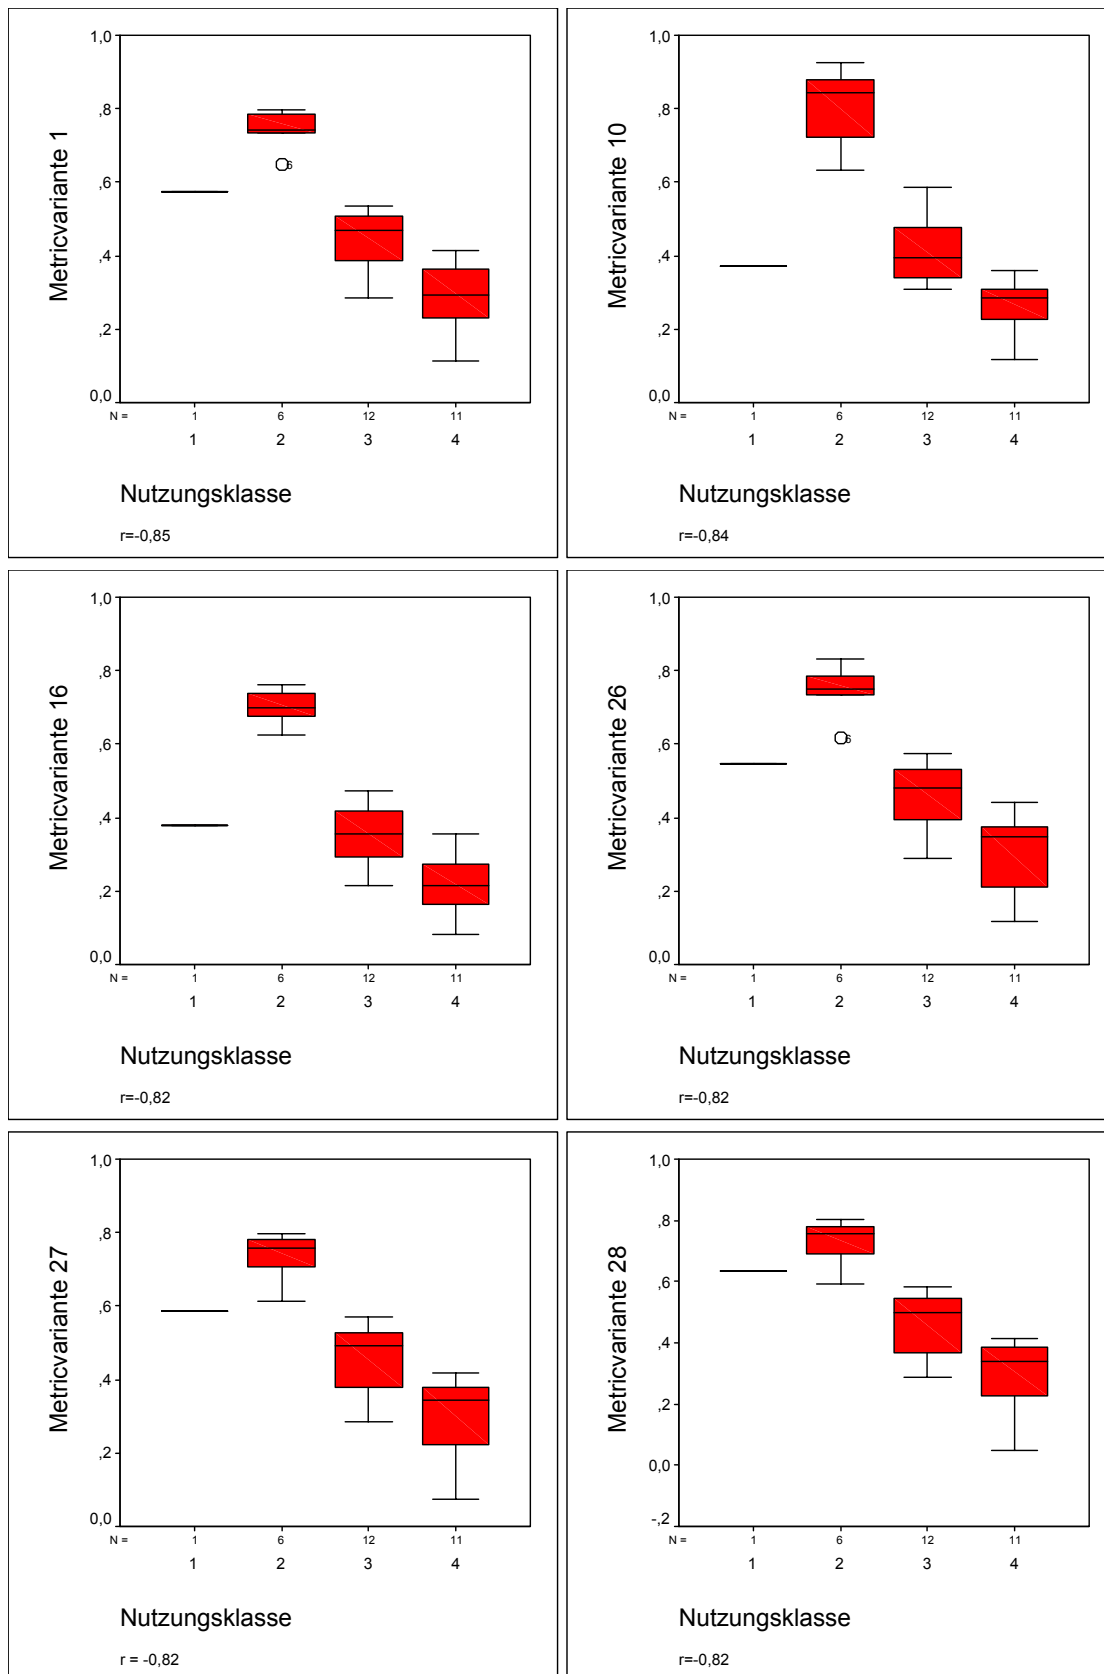 1,0
,8
,6
,4
,2
0,0
Metricvariante 1
6
N = 1 6 12 11
1 2 3 4
Nutzungsklasse
r=-0,85
1,0
,8
,6
,4
,2
0,0
Metricvariante 10
N = 1 6 12 11
1 2 3 4
Nutzungsklasse
r=-0,84
1,0
,8
,6
,4
,2
0,0
Metricvariante 16
N = 1 6 12 11
1 2 3 4
Nutzungsklasse
r=-0,82
1,0
,8
,6
,4
,2
0,0
Metricvariante 26
6
N = 1 6 12 11
1 2 3 4
Nutzungsklasse
r=-0,82
1,0
,8
,6
,4
,2
0,0
Metricvariante 27
N = 1 6 12 11
1 2 3 4
Nutzungsklasse
r = -0,82
1,0
,8
,6
,4
,2
0,0
-,2
Metricvariante 28
N = 1 6 12 11
1 2 3 4
Nutzungsklasse
r=-0,82